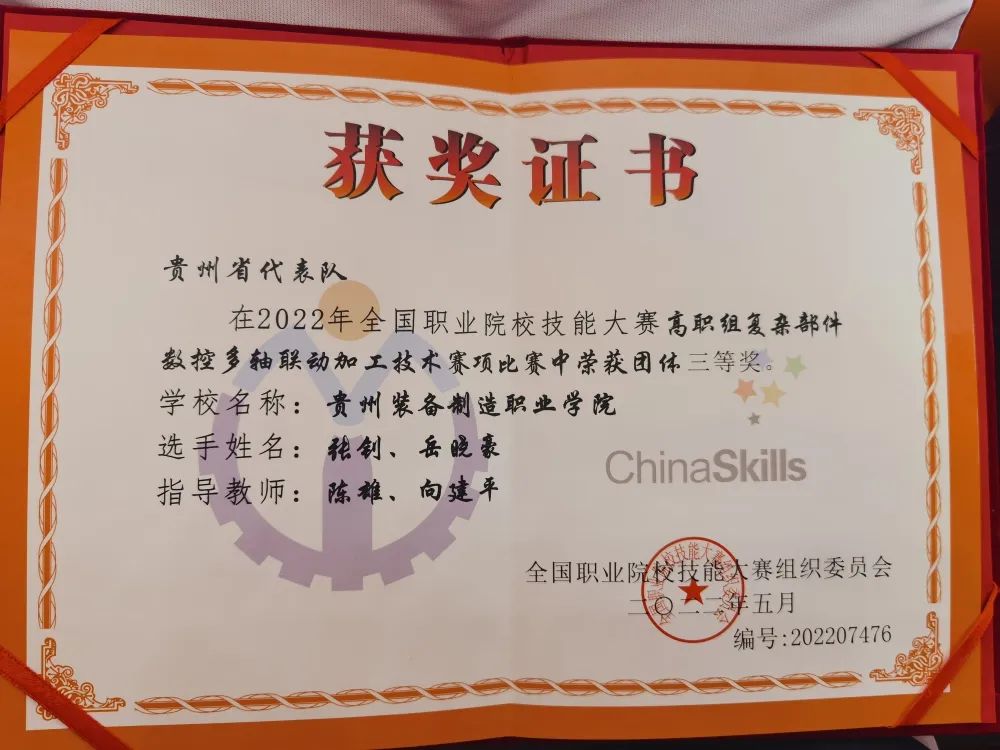 获奖证书
贵州省代表队
在2022年全国职业院校技能大赛高职组复杂部件
数控多轴联动加工技术赛项比赛中荣获团体三等奖。
学校名称：贵州装备制造职业学院
选手姓名：张钊、岳晓豪
指导教师：陈雄、向建平
ChinaSkills
全国职业院校技能大赛组织委员会
二〇二二年五月
编号:202207476